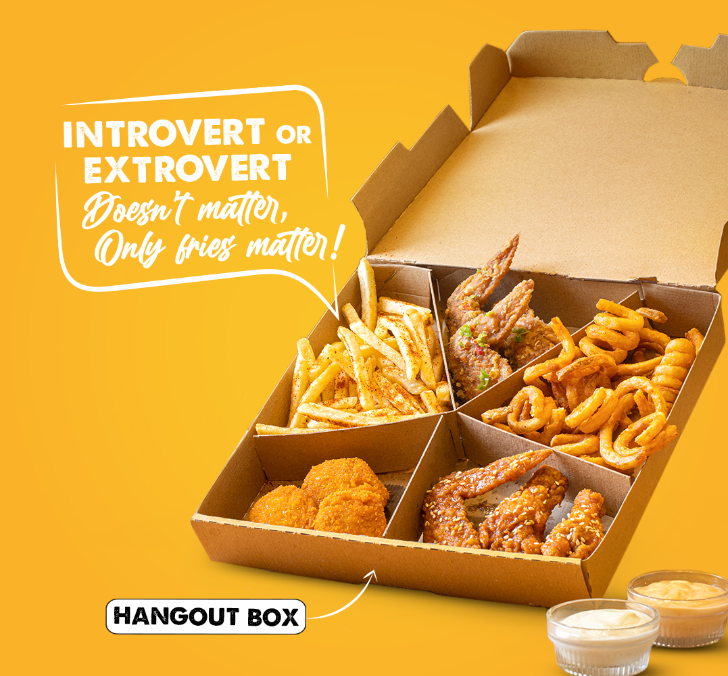 INTROVERT OR
EXTROVERT
Doesn't matter,
Only fries matter!
HANGOUT BOX